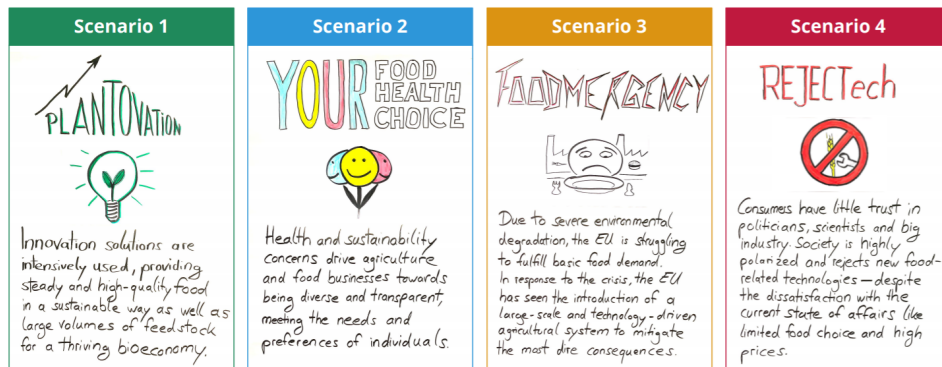 Scenario 1
PLANTOVATION
Innovation solutions are
intensively used, providing
steady and high-quality food
in a sustainable way as well as
large volumes of feedstock
for a thriving bioeconomy.
Scenario 2
YOUR FOOD
HEALTH
CHOICE
Health and sustainability
concerns drive agriculture
and food businesses towards
being diverse and transparent,
meeting the needs and
preferences of individuals.
Scenario 3
FOODMERGENCY
Due to severe environmental
degradation, the EU is struggling
to fulfill basic food demand.
In response to the crisis, the EU
has seen the introduction of a
large-scale and technology-driven
agricultural system to mitigate
the most dire consequences.
Scenario 4
REJECTech
Consumers have little trust in
politicians, scientists and big
industry. Society is highly
polarized and rejects new food-
related technologies – despite
the dissatisfaction with the
current state of affairs like
limited food choice and high
prices.